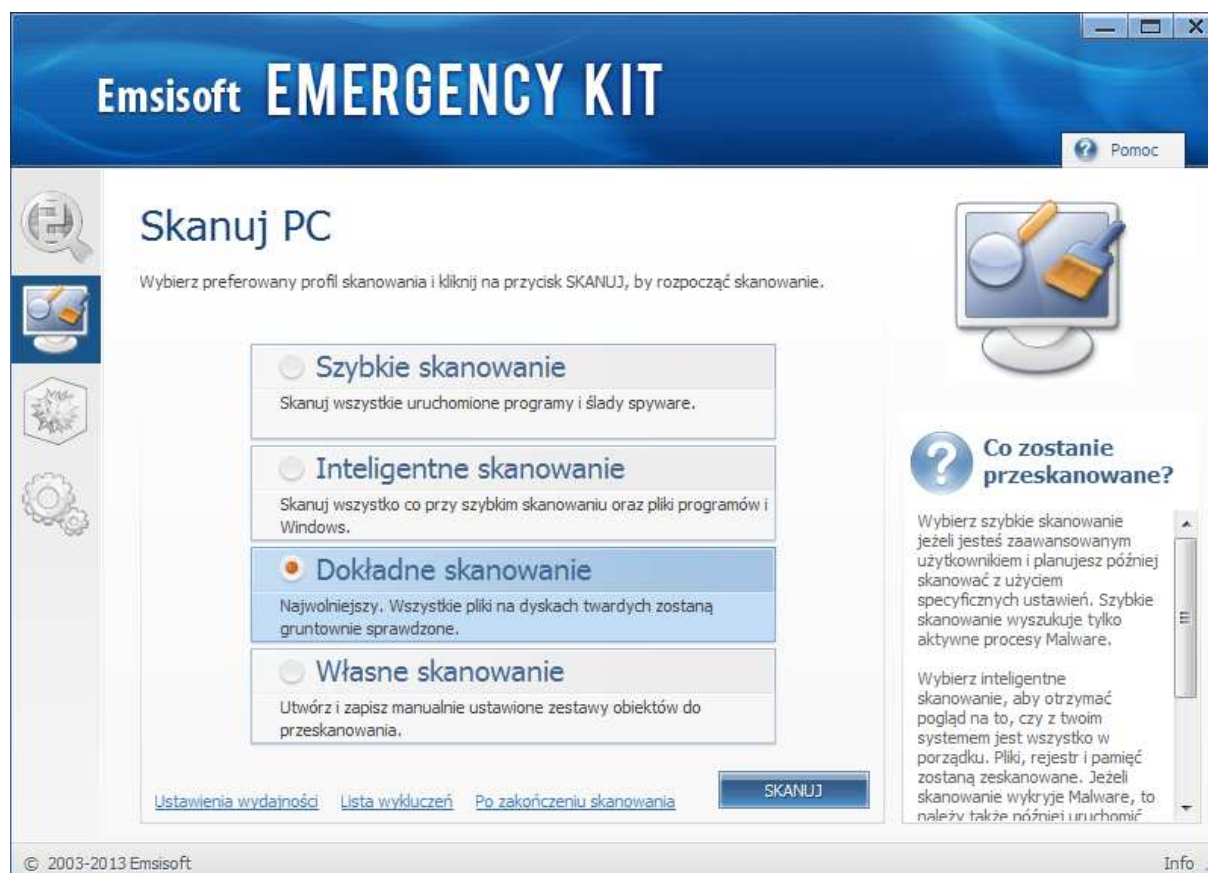 Emsisoft EMERGENCY KIT
Pomoc
Skanuj PC
Wybierz preferowany profil skanowania i kliknij na przycisk SKANUJ, by rozpocząć skanowanie.
Szybkie skanowanie
Skanuj wszystkie uruchomione programy i ślady spyware.
Inteligentne skanowanie
Skanuj wszystko co przy szybkim skanowaniu oraz pliki programów i
Windows.
Dokładne skanowanie
Najwolniejszy. Wszystkie pliki na dyskach twardych zostaną
gruntownie sprawdzone.
Własne skanowanie
Utwórz i zapisz manualnie ustawione zestawy obiektów do
przeskanowania.
Ustawienia wydajności Lista wykluczeń Po zakończeniu skanowania
SKANUJ
Co zostanie
przeskanowane?
Wybierz szybkie skanowanie
jeżeli jesteś zaawansowanym
użytkownikiem i planujesz później
skanować z użyciem
specyficznych ustawień. Szybkie
skanowanie wyszukuje tylko
aktywne procesy Malware.
Wybierz inteligentne
skanowanie, aby otrzymać
pogląd na to, czy z twoim
systemem jest wszystko w
porządku. Pliki, rejestr i pamięć
zostaną zeskanowane. Jeżeli
skanowanie wykryje Malware, to
należy także później uruchomić
© 2003-2013 Emsisoft
Info